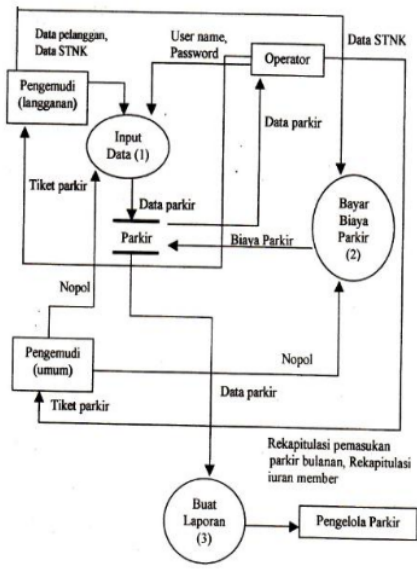 Data pelanggan,
Data STNK
User name,
Password
Operator
Data STNK
Pengemudi
(langganan)
Input
Data (1)
Data parkir
Tiket parkir
Data parkir
Bayar
Biaya
Parkir
(2)
Parkir
Biaya Parkir
Nopol
Pengemudi
(umum)
Nopol
Tiket parkir
Data parkir
Rekapitulasi pemasukan
parkir bulanan, Rekapitulasi
iuran member
Buat
Laporan
(3)
Pengelola Parkir